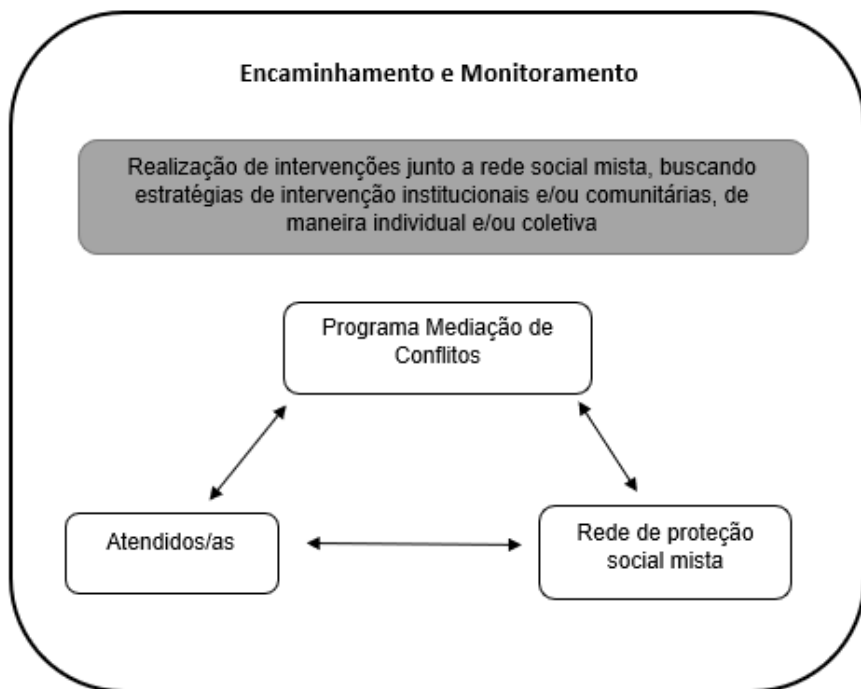 Encaminhamento e Monitoramento
Realização de intervenções junto a rede social mista, buscando
estratégias de intervenção institucionais e/ou comunitárias, de
maneira individual e/ou coletiva
Programa Mediação de
Conflitos
Atendidos/as
Rede de proteção
social mista